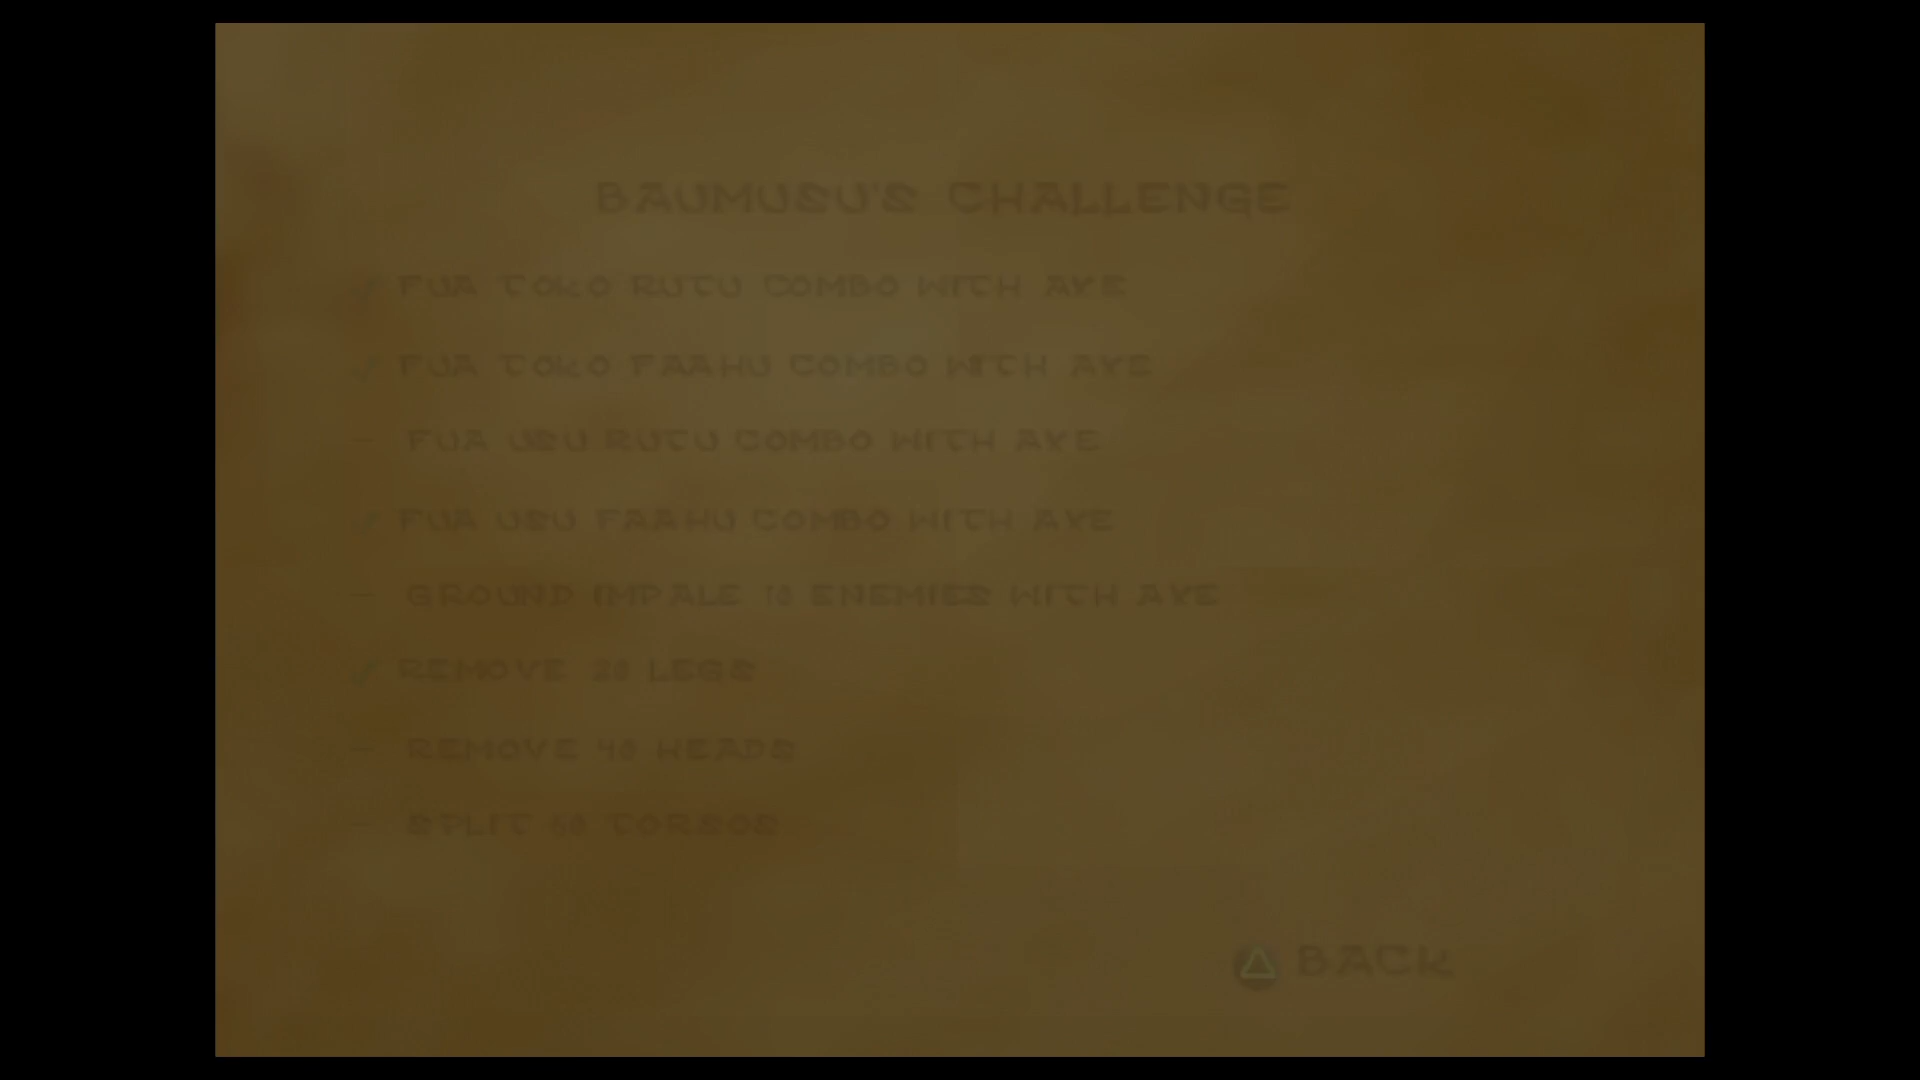 BAUMUSU'S CHALLENGE
FUA TOKO RUTU COMBO WITH AXE
FUA TOKO FAAHU COMBO WITH AXE
- FUA USU RUTU COMBO WITH AXE
FUA USU FAAHU COMBO WITH AXE
- GROUND IMPALE 10 ENEMIES WITH AXE
REMOVE LEGS
- REMOVE 40 HEADS
- SPLIT TORSOS
BACK